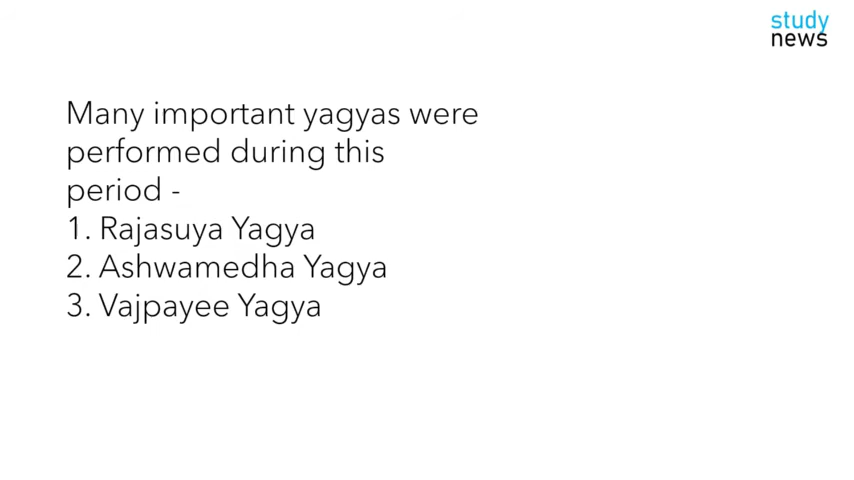 study
news
Many important yagyas were
performed during this
period -
1. Rajasuya Yagya
2. Ashwamedha Yagya
3. Vajpayee Yagya